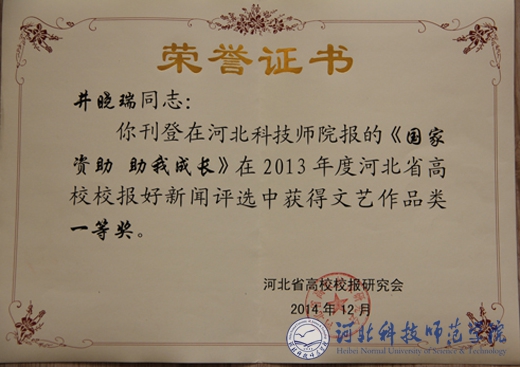 荣誉证书
井晓瑞同志：
你刊登在河北科技师院报的《国家
资助 助我成长》在2013年度河北省高
校校报好新闻评选中获得文艺作品类
一等奖。
河北省高校校报研究会
2014年12月
河北科技师范学院
Heibei Normal University of Science & Technology